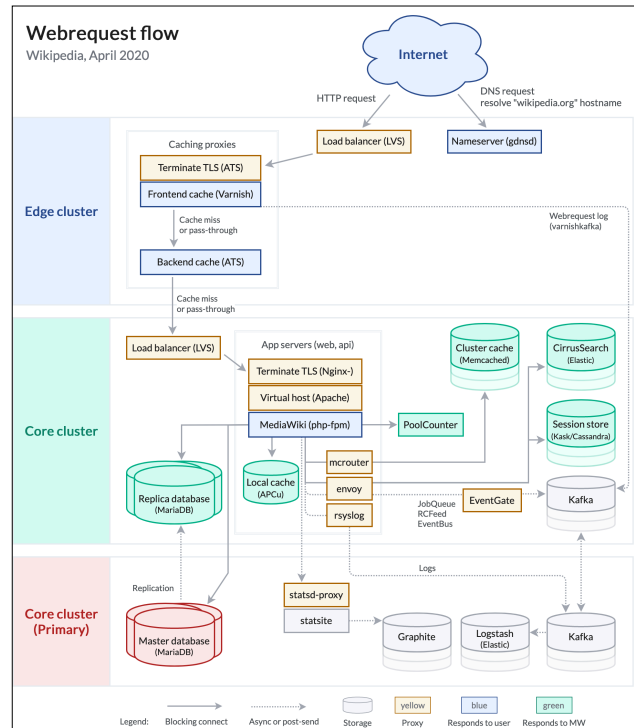 Webrequest flow
Wikipedia, April 2020
Internet
HTTP request
DNS request
resolve "wikipedia.org" hostname
Load balancer (LVS)
Nameserver (gdnsd)
Caching proxies
Terminate TLS (ATS)
Frontend cache (Varnish)
Edge cluster
Cache miss
or pass-through
Webrequest log
(varnishkafka)
Backend cache (ATS)
Cache miss
or pass-through
Load balancer (LVS)
App servers (web, api)
Terminate TLS (Nginx-)
Virtual host (Apache)
MediaWiki (php-fpm)
Cluster cache
(Memcached)
CirrusSearch
(Elastic)
PoolCounter
Session store
(Kask/Cassandra)
Core cluster
mcrouter
Local cache
(APCu)
envoy
Replica database
(MariaDB)
rsyslog
JobQueue
RCFeed
EventBus
EventGate
Kafka
Replication
Logs
Core cluster
(Primary)
statsd-proxy
statsite
Master database
(MariaDB)
Graphite
Logstash
(Elastic)
Kafka
Legend:
Blocking connect
Async or post-send
Storage
yellow
Proxy
blue
Responds to user
green
Responds to MW